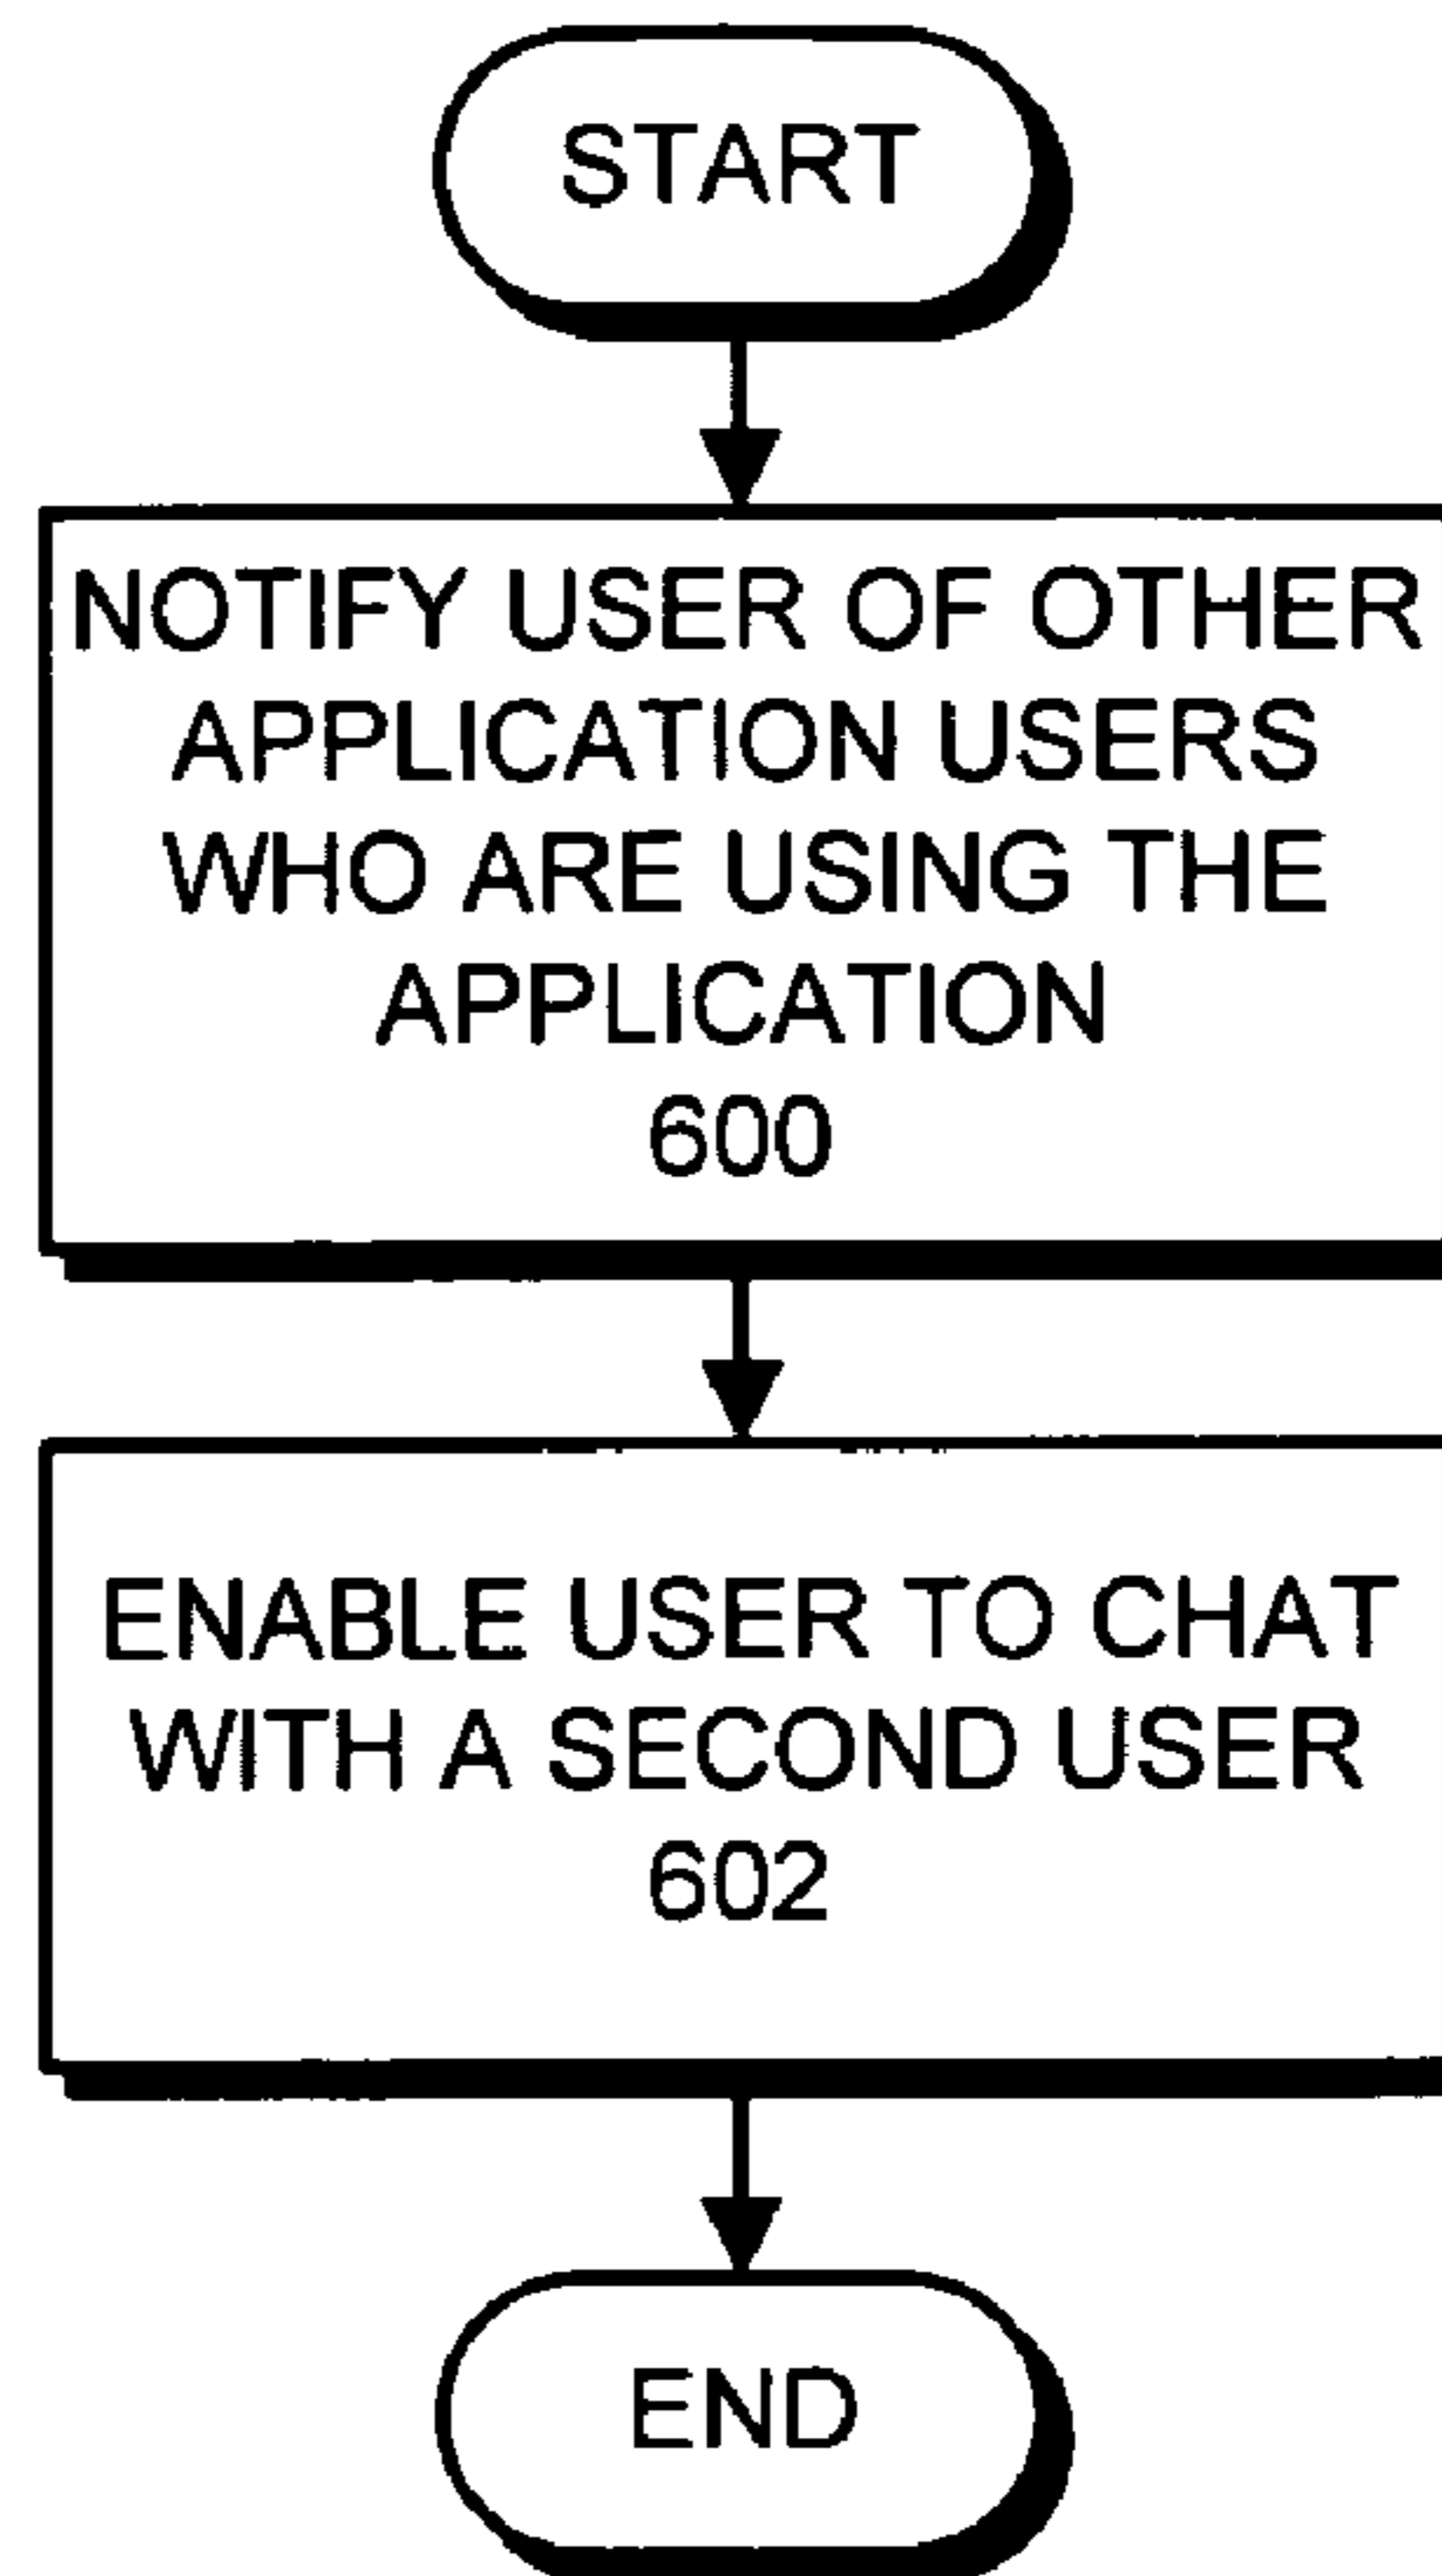 START
NOTIFY USER OF OTHER
APPLICATION USERS
WHO ARE USING THE
APPLICATION
600
ENABLE USER TO CHAT
WITH A SECOND USER
602
END